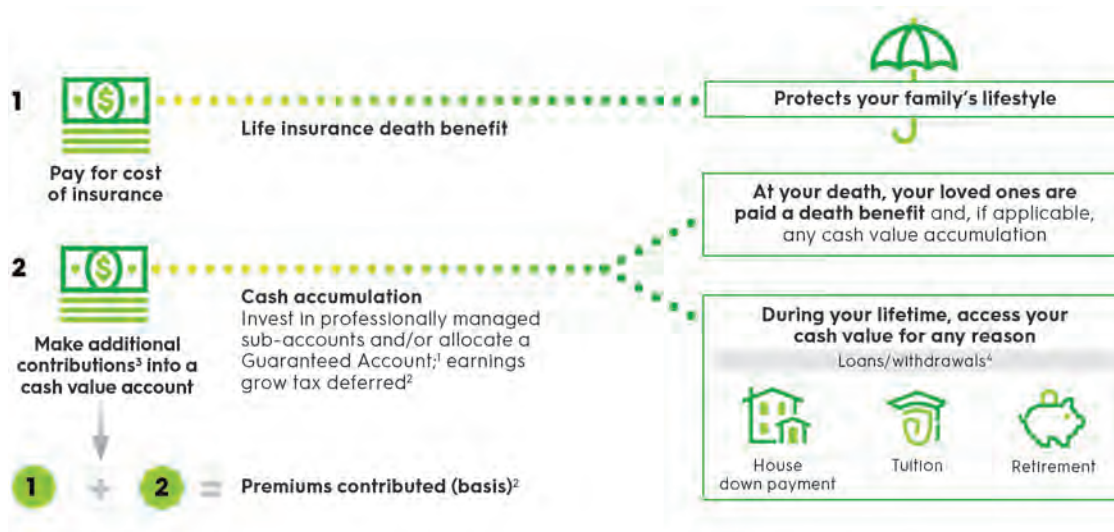 1
Pay for cost
of insurance
Life insurance death benefit
Protects your family's lifestyle
2
Make additional
contributions³ into a
cash value account
Cash accumulation
Invest in professionally managed
sub-accounts and/or allocate a
Guaranteed Account;¹ earnings
grow tax deferred²
At your death, your loved ones are
paid a death benefit and, if applicable,
any cash value accumulation
During your lifetime, access your
cash value for any reason
Loans/withdrawals⁴
House
down payment
Tuition
Retirement
1 + 2 = Premiums contributed (basis)²